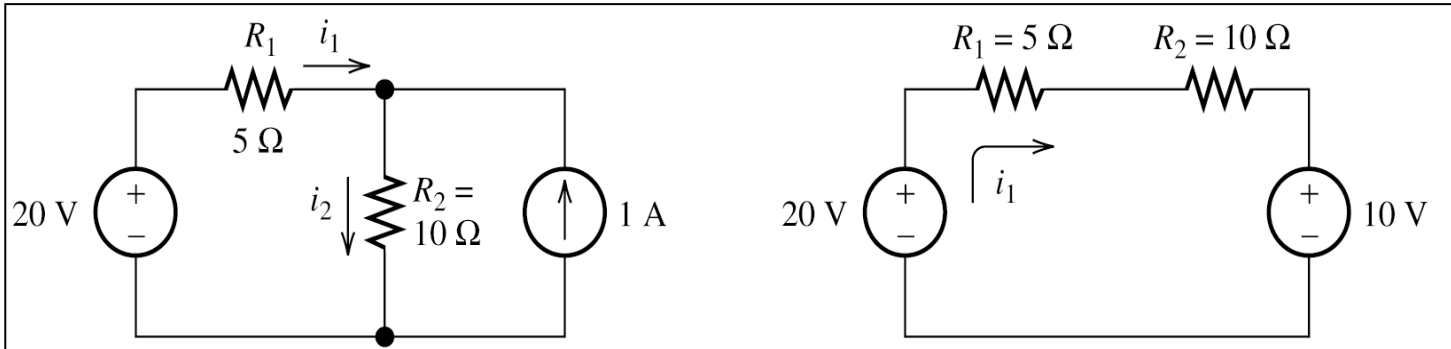 R₁ i₁
5 Ω
20 V
+
−
i₂
R₂ =
10 Ω
1 A
R₁ = 5 Ω
R₂ = 10 Ω
20 V
+
−
i₁
+
−
10 V